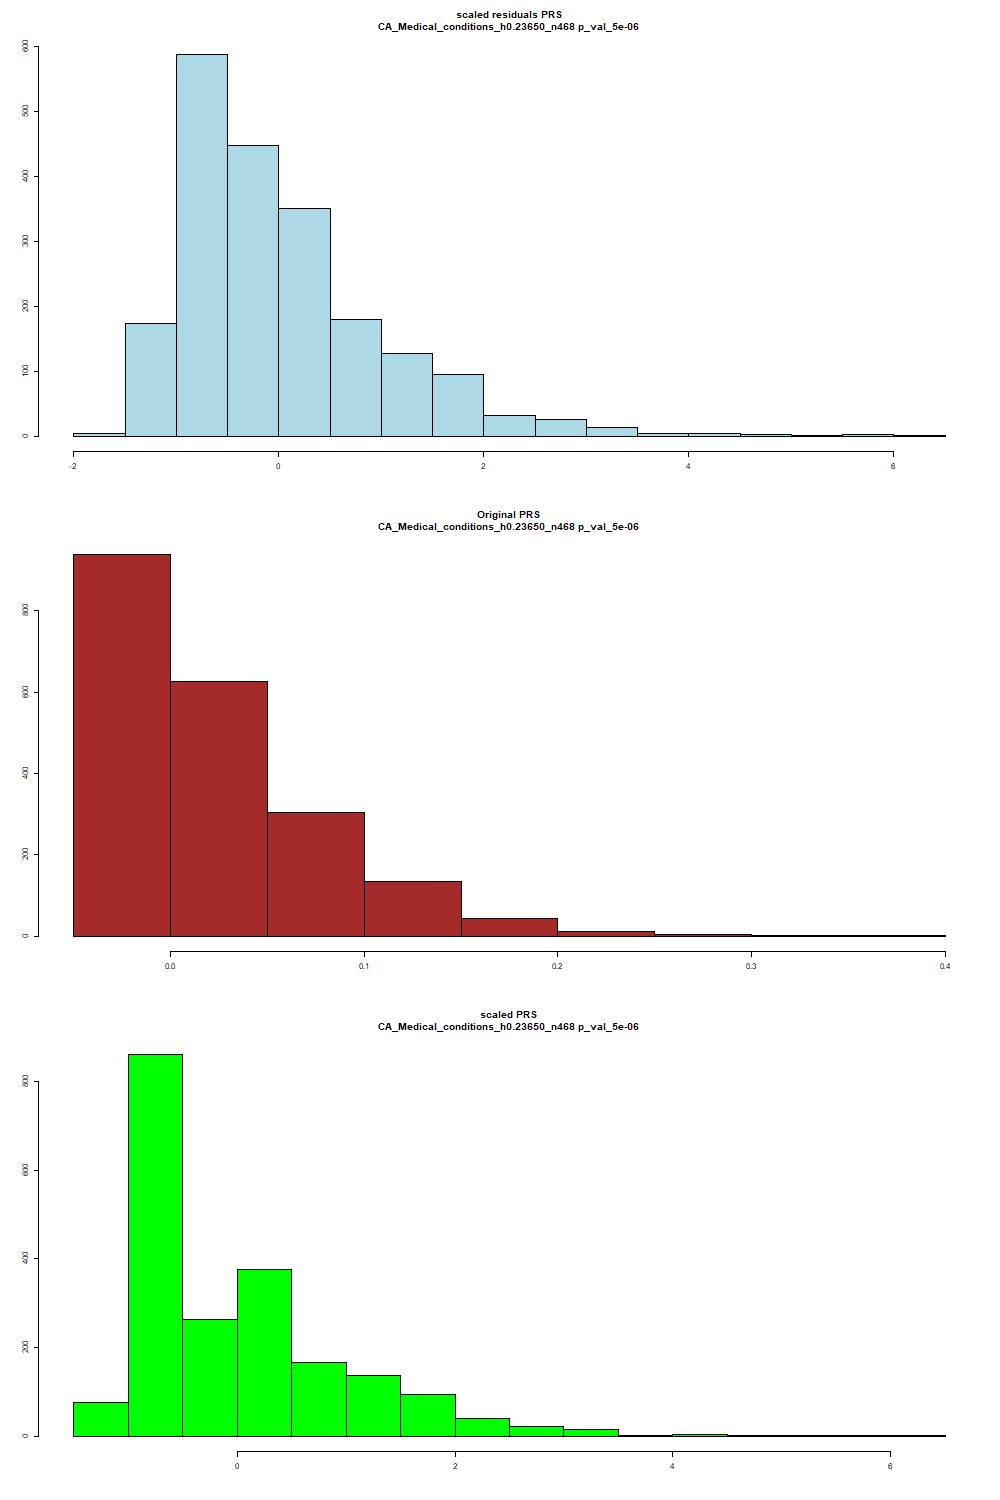 scaled residuals PRS
CA_Medical_conditions_h0.23650_n468 p_val_5e-06
600
500
400
300
200
100
0
-2 0 2 4 6
Original PRS
CA_Medical_conditions_h0.23650_n468 p_val_5e-06
800
600
400
200
0
0.0 0.1 0.2 0.3 0.4
scaled PRS
CA_Medical_conditions_h0.23650_n468 p_val_5e-06
800
600
400
200
0
0 2 4 6